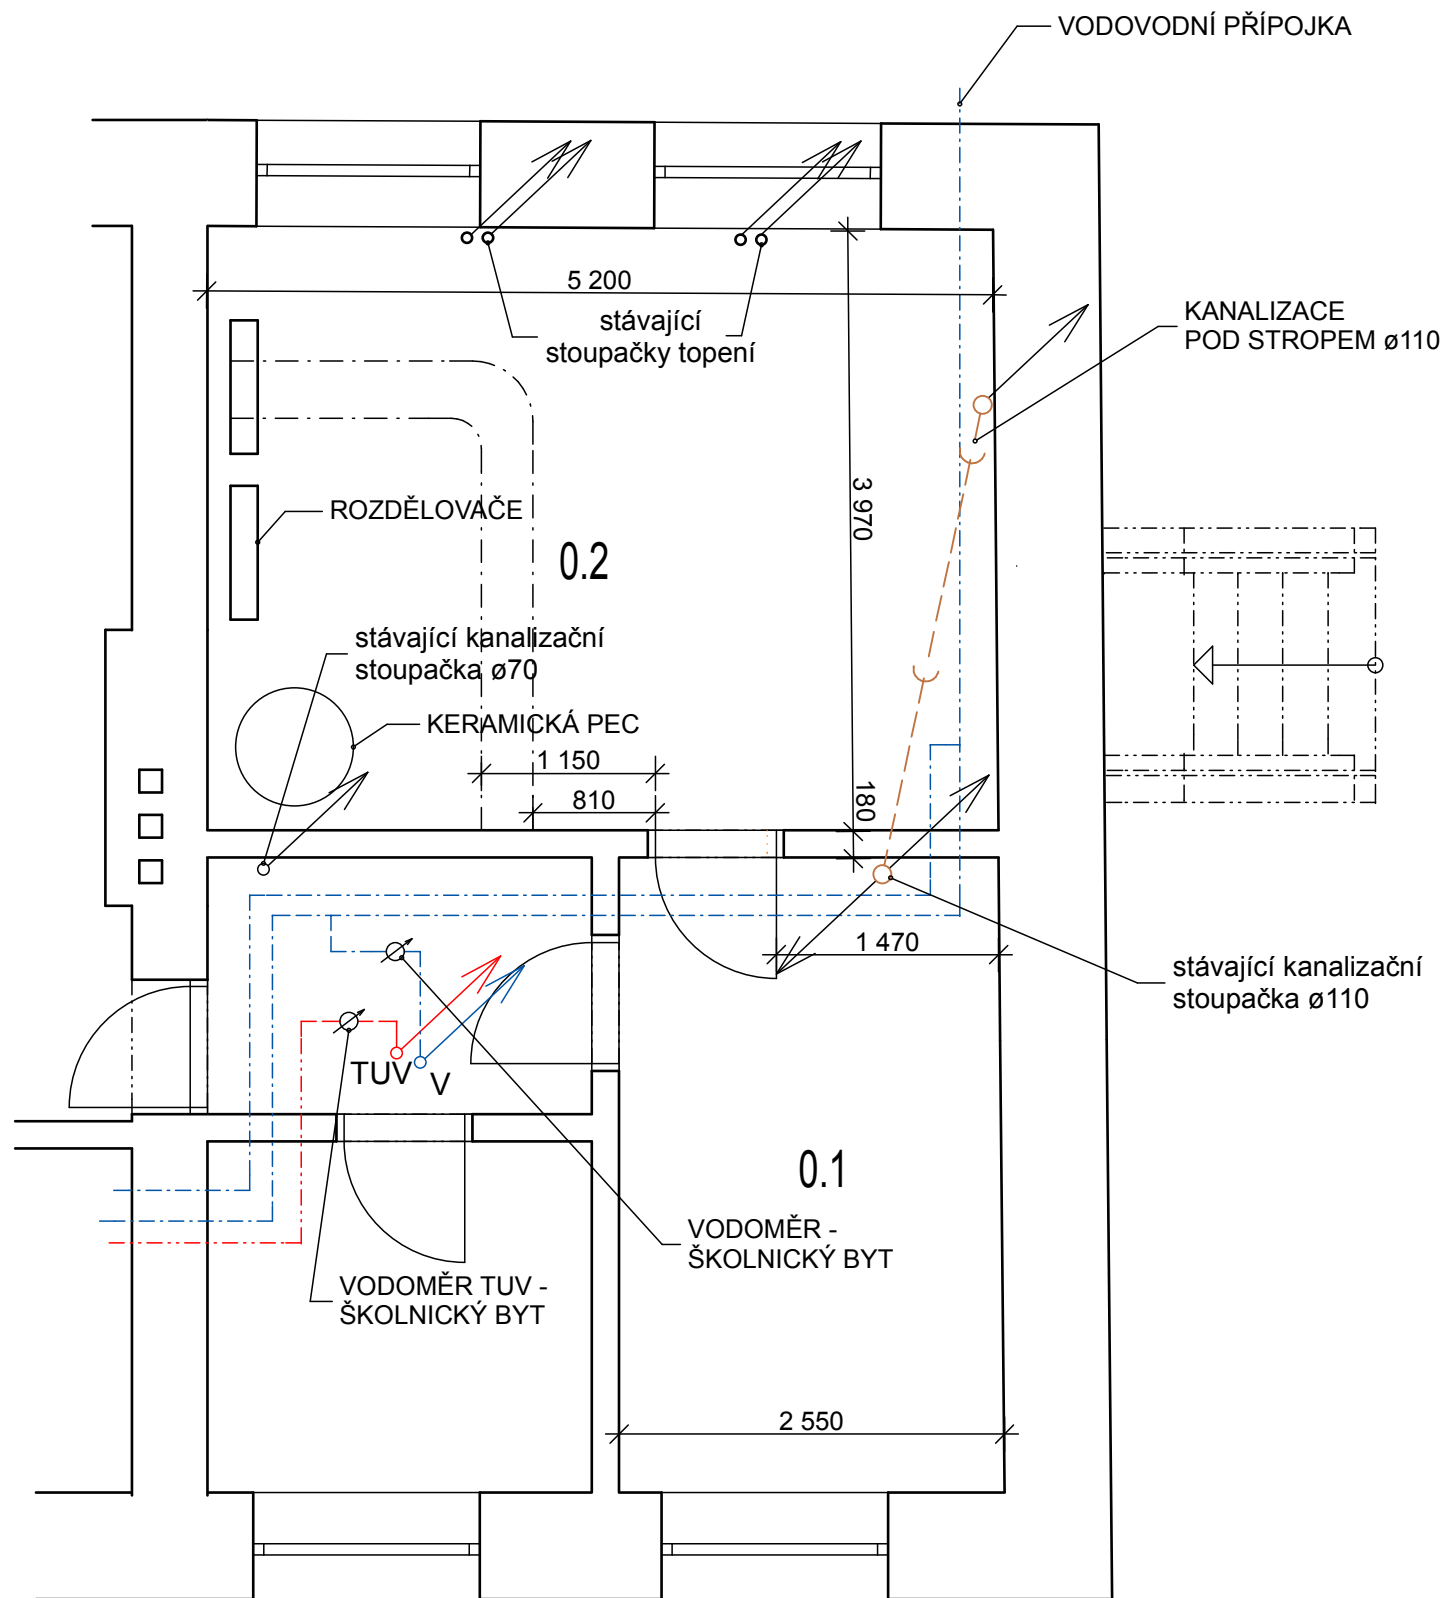 VODOVODNÍ PŘÍPOJKA
5 200
stávající
stoupačky topení
KANALIZACE
POD STROPEM ø110
3 970
ROZDĚLOVAČE
0.2
stávající kanalizační
stoupačka ø70
KERAMICKÁ PEC
1 150
810
180
1 470
stávající kanalizační
stoupačka ø110
TUV
V
0.1
VODOMĚR -
ŠKOLNICKÝ BYT
VODOMĚR TUV -
ŠKOLNICKÝ BYT
2 550